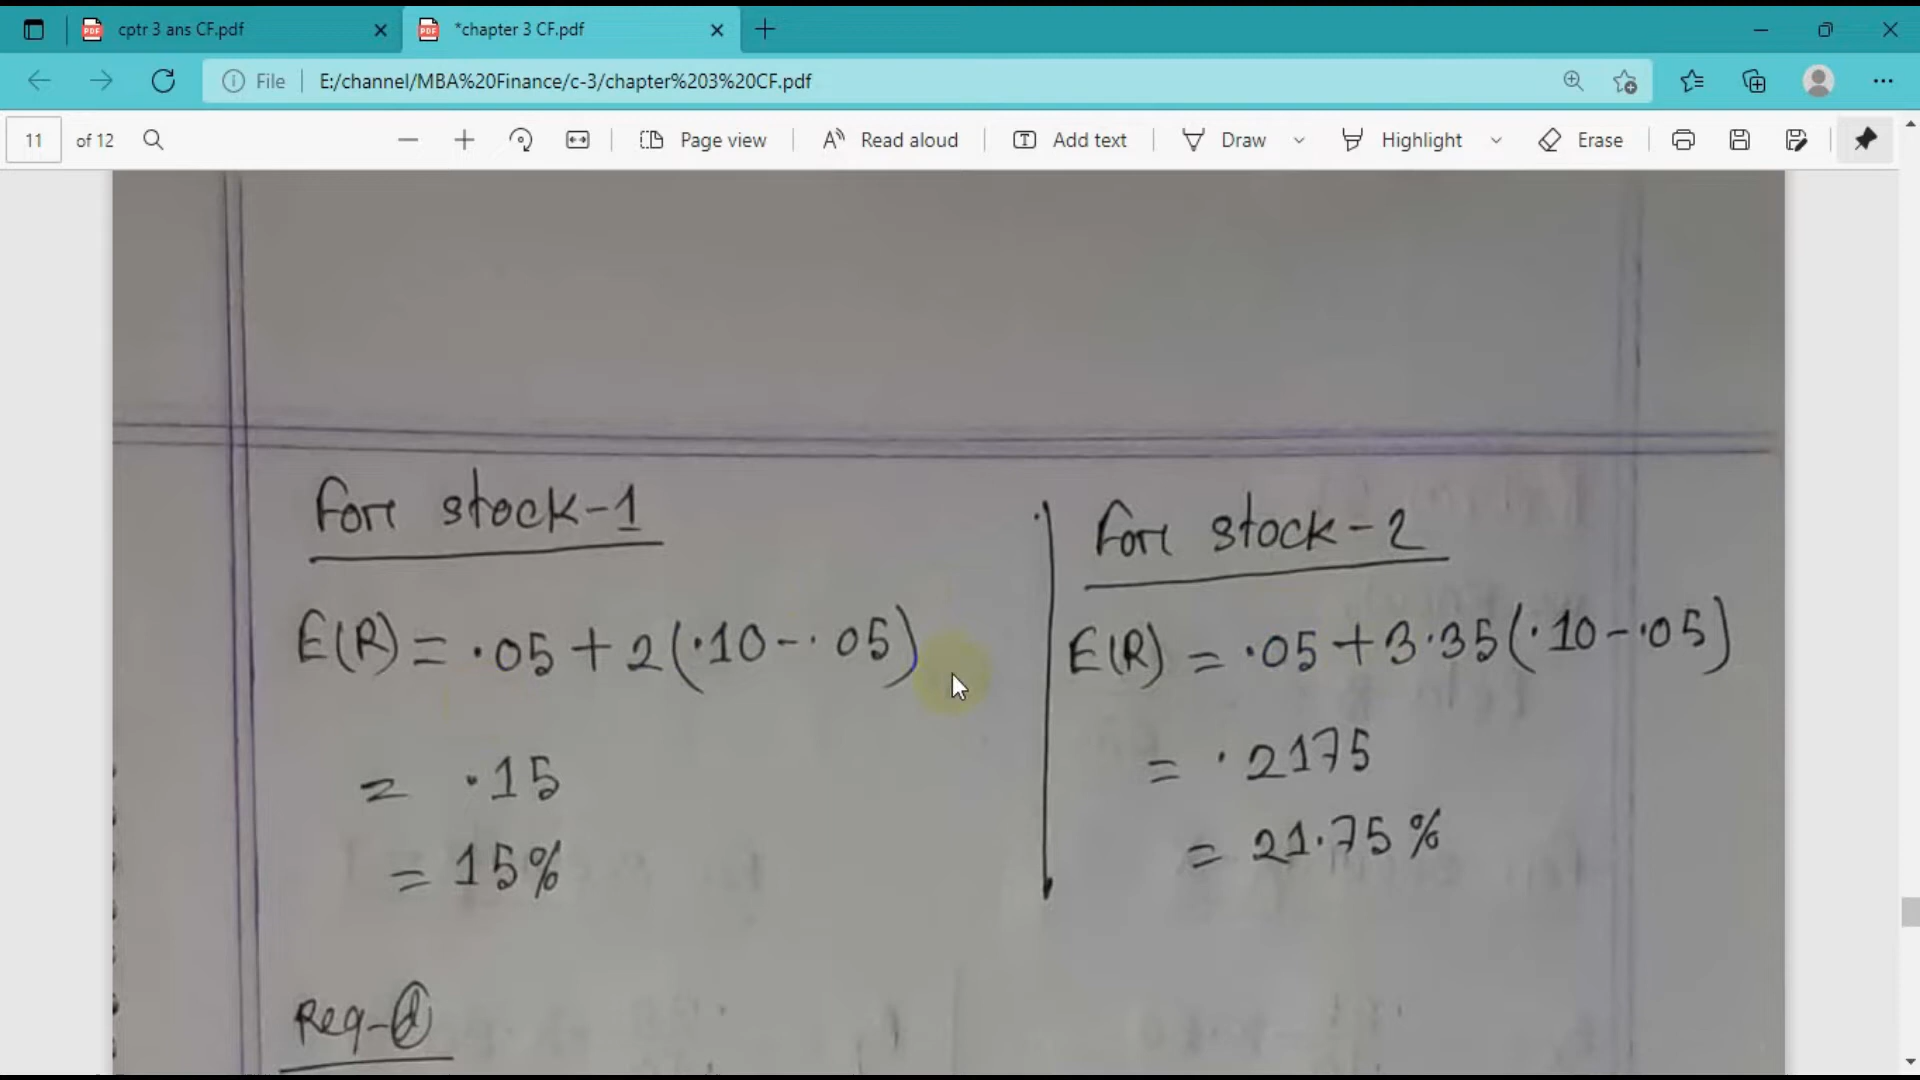 cptr 3 ans CF.pdf
*chapter 3 CF.pdf
File
E:/channel/MBA%20Finance/c-3/chapter%203%20CF.pdf
11 of 12
Page view
Read aloud
Add text
Draw
Highlight
Erase
For stock-1
E(R) = .05 + 2(.10 - .05)
= .15
= 15%
For stock-2
E(R) = .05 + 3.35(.10 - .05)
= .2175
= 21.75%
Req-d